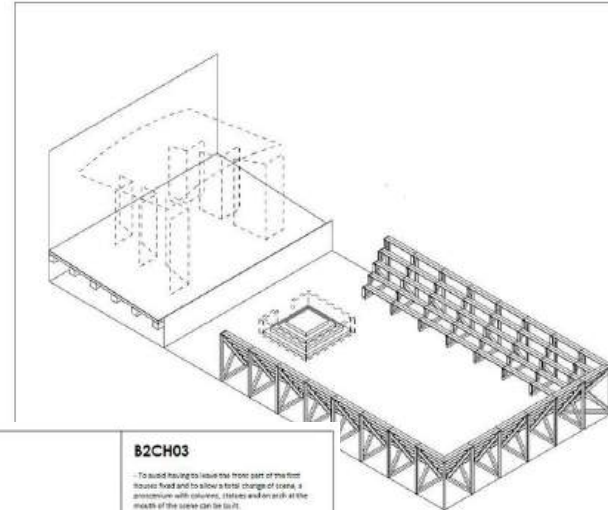 B2CH03
- To avoid having to leave the front part of the first
houses fixed and to allow a total change of scene, a
proscenium with columns, statues and an arch at the
mouth of the scene can be built.